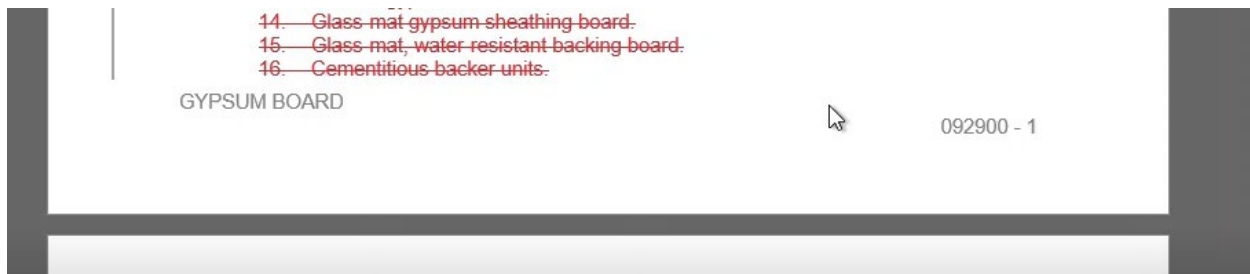 14. Glass mat gypsum sheathing board.
15. Glass mat, water resistant backing board.
16. Cementitious backer units.
GYPSUM BOARD
092900 - 1